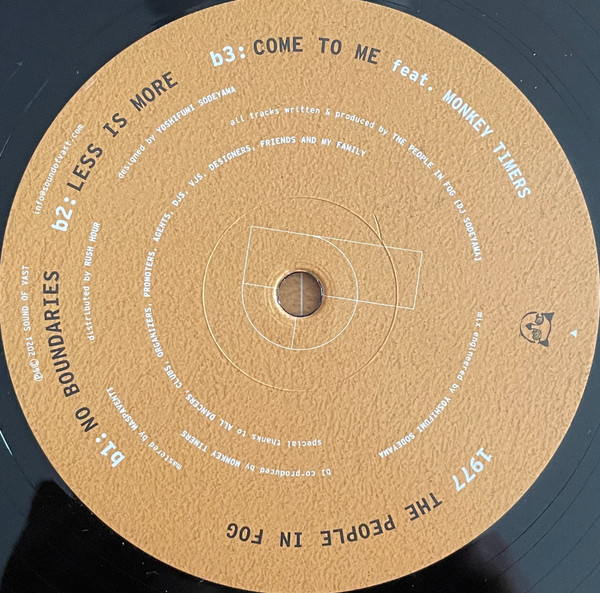 b1: NO BOUNDARIES
b2: LESS IS MORE
b3: COME TO ME feat. MONKEY TIMERS
1977 THE PEOPLE IN FOG
℗&© 2021 SOUND OF VAST
info@soundofvast.com
distributed by RUSH HOUR
designed by YOSHIFUMI SODEYAMA
all tracks written & produced by THE PEOPLE IN FOG (DJ SODEYAMA)
mix engineered by YOSHIFUMI SODEYAMA
b1 co-produced by MONKEY TIMERS
mastered by MASPAVENTI
special thanks to ALL DANCERS, CLUBS, ORGANIZERS, PROMOTERS, AGENTS, DJS, VJS, DESIGNERS, FRIENDS AND MY FAMILY